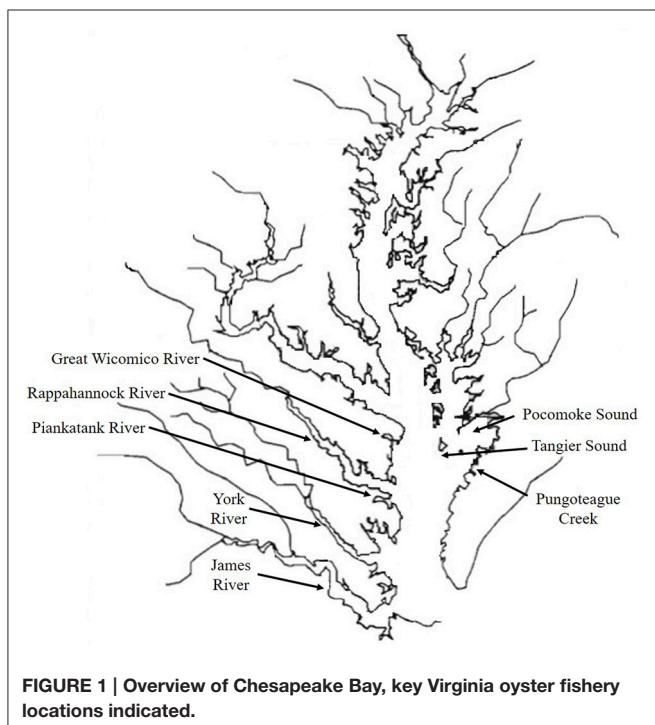 Great Wicomico River
Rappahannock River
Piankatank River
York
River
James
River
Pocomoke Sound
Tangier Sound
Pungoteague
Creek
FIGURE 1 | Overview of Chesapeake Bay, key Virginia oyster fishery
locations indicated.